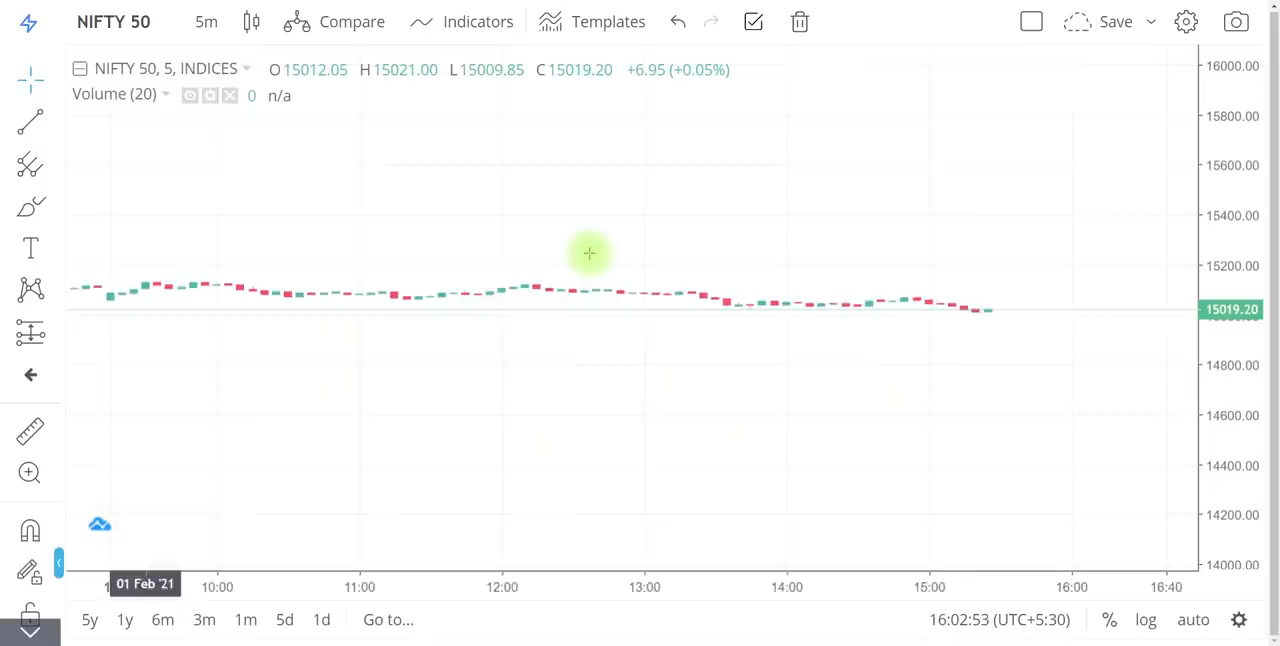 NIFTY 50 5m Compare Indicators Templates Save
NIFTY 50, 5, INDICES O15012.05 H15021.00 L15009.85 C15019.20 +6.95 (+0.05%)
Volume (20) 0 n/a
16000.00
15800.00
15600.00
15400.00
15200.00
15019.20
14800.00
14600.00
14400.00
14200.00
14000.00
01 Feb '21 10:00 11:00 12:00 13:00 14:00 15:00 16:00 16:40
5y 1y 6m 3m 1m 5d 1d Go to... 16:02:53 (UTC+5:30) % log auto